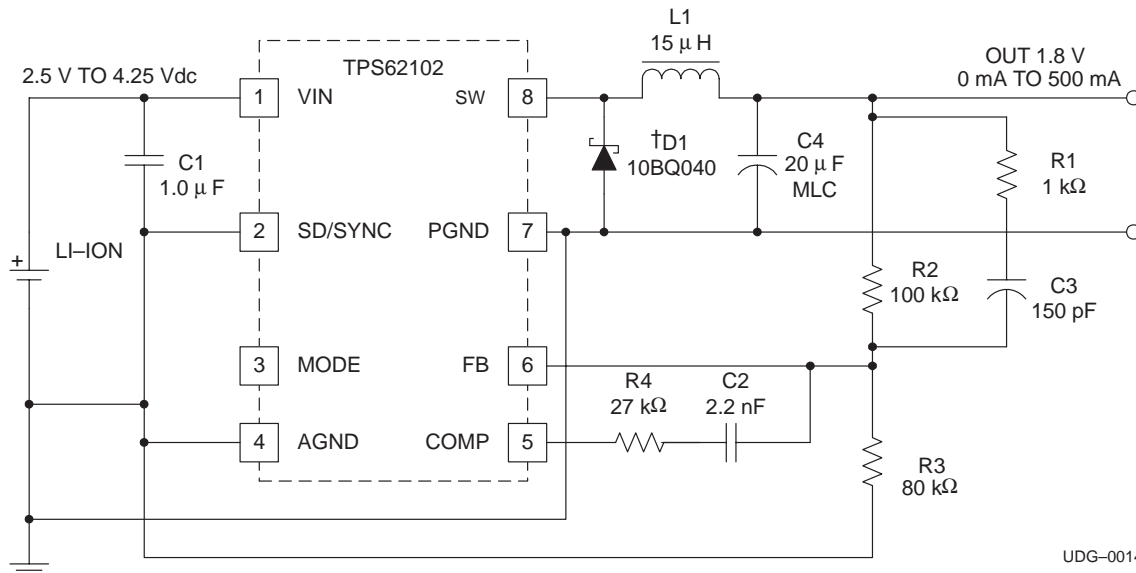 L1
15 μ H
OUT 1.8 V
0 mA TO 500 mA
2.5 V TO 4.25 Vdc
TPS62102
1 VIN
SW 8
C1
1.0 μ F
†D1
10BQ040
C4
20 μ F
MLC
R1
1 kΩ
2 SD/SYNC
PGND 7
LI–ION
+
R2
100 kΩ
C3
150 pF
3 MODE
FB 6
R4
27 kΩ
C2
2.2 nF
4 AGND
COMP 5
R3
80 kΩ
UDG–0014